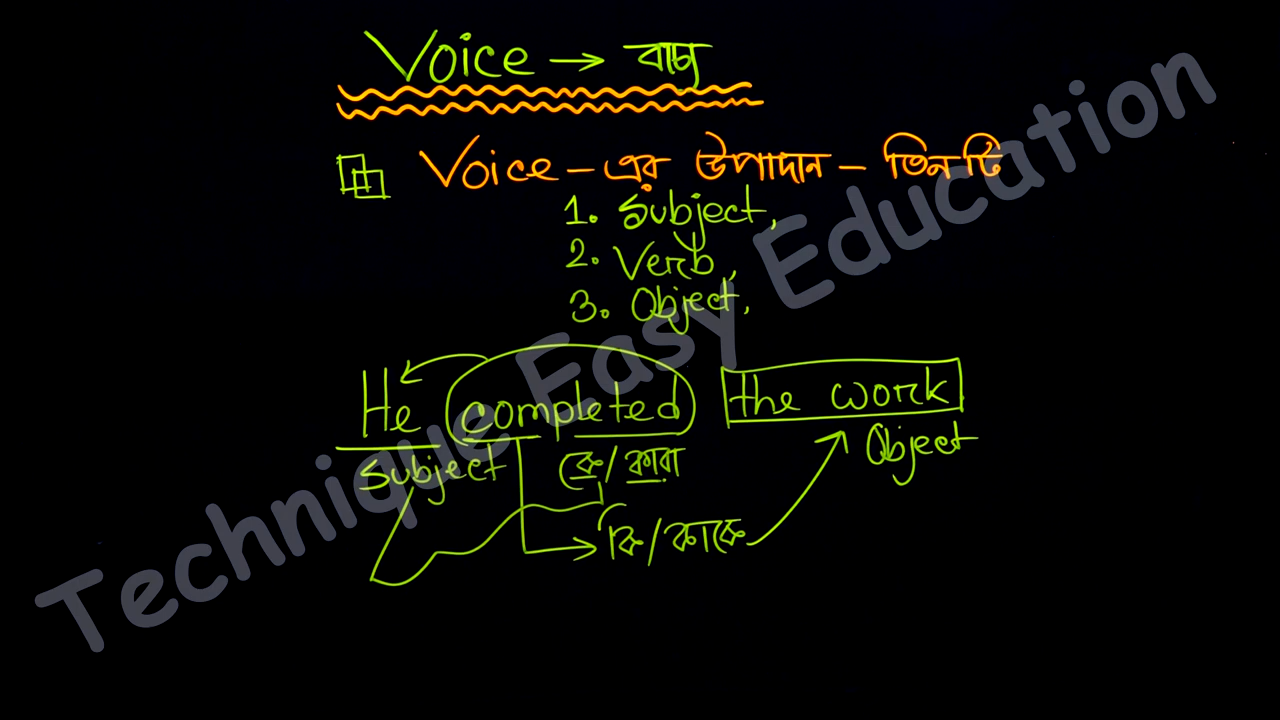 Voice → বাচ্য
Voice - এর উপাদান - তিনটি
1. Subject,
2. Verb,
3. Object,
He completed the work
Subject কে/কারা Object
কি/কাকে
Technique Easy Education